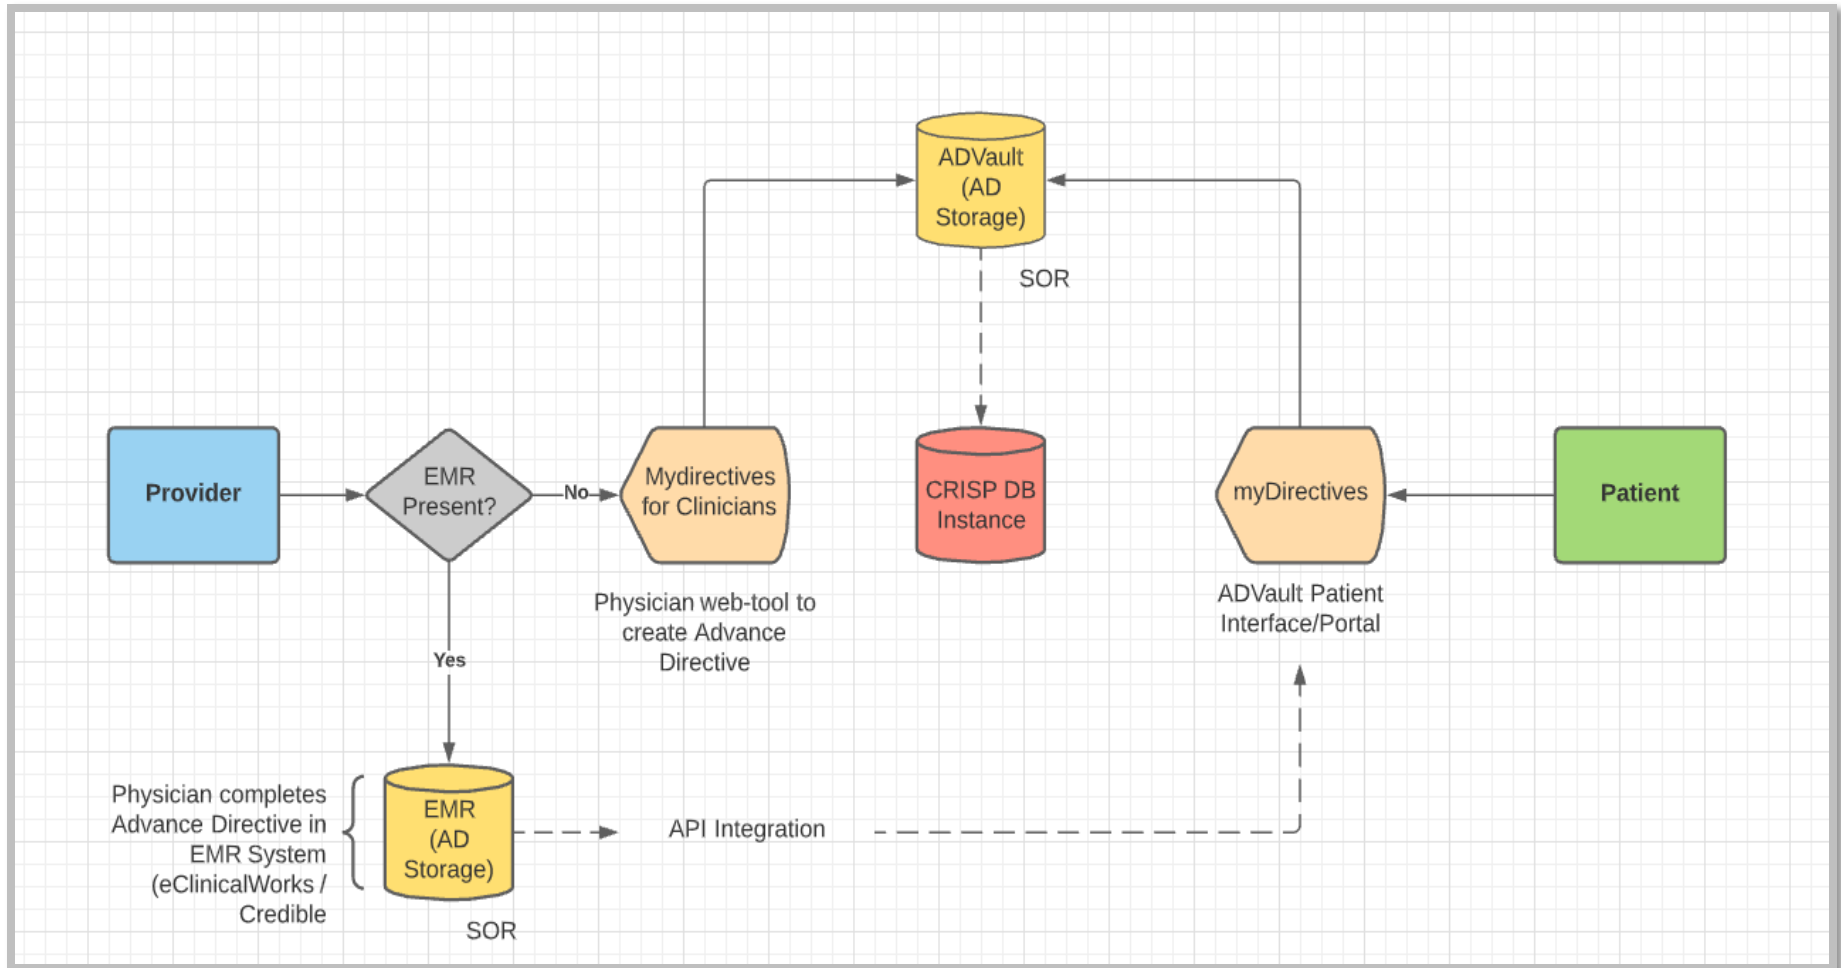 ADVault
(AD
Storage)
SOR
Provider
EMR
Present?
No
Mydirectives
for Clinicians
CRISP DB
Instance
myDirectives
Patient
Physician web-tool to
create Advance
Directive
ADVault Patient
Interface/Portal
Yes
Physician completes
Advance Directive in
EMR System
(eClinicalWorks /
Credible
EMR
(AD
Storage)
API Integration
SOR